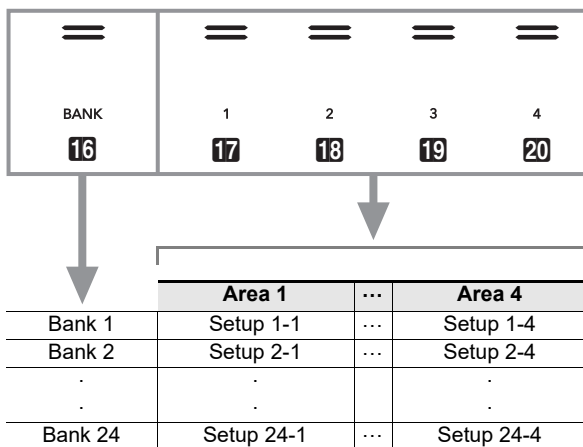 BANK 1 2 3 4
16 17 18 19 20
Area 1 ... Area 4
Bank 1 Setup 1-1 ... Setup 1-4
Bank 2 Setup 2-1 ... Setup 2-4
. . .
. . .
Bank 24 Setup 24-1 ... Setup 24-4